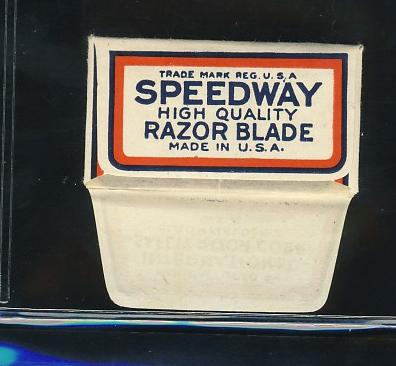 TRADE MARK REG. U.S.A
SPEEDWAY
HIGH QUALITY
RAZOR BLADE
MADE IN U.S.A.